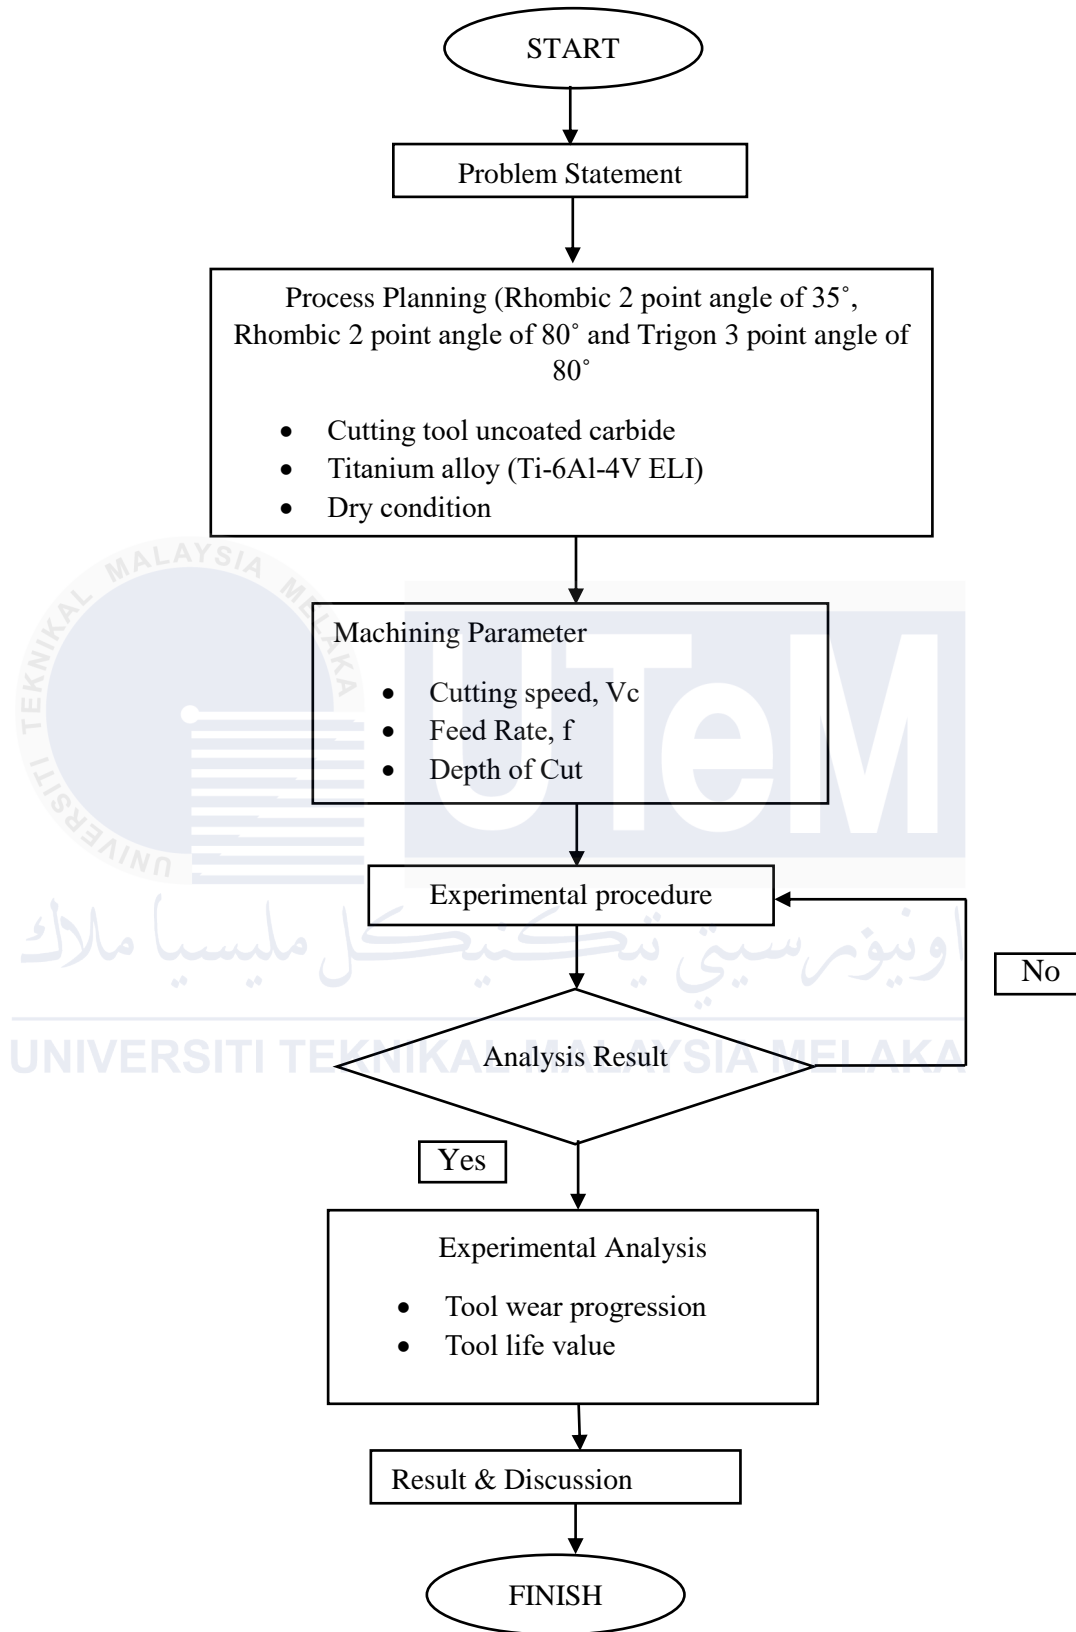 START
Problem Statement
Process Planning (Rhombic 2 point angle of 35˚,
Rhombic 2 point angle of 80˚ and Trigon 3 point angle of
80˚
• Cutting tool uncoated carbide
• Titanium alloy (Ti-6Al-4V ELI)
• Dry condition
UNIVERSITI TEKNIKAL MALAYSIA MELAKA
UTeM
Machining Parameter
• Cutting speed, Vc
• Feed Rate, f
• Depth of Cut
Experimental procedure
اونيۏرسيتي تيكنيكل مليسيا ملاك
No
UNIVERSITI TEKNIKAL MALAYSIA MELAKA
Analysis Result
Yes
Experimental Analysis
• Tool wear progression
• Tool life value
Result & Discussion
FINISH